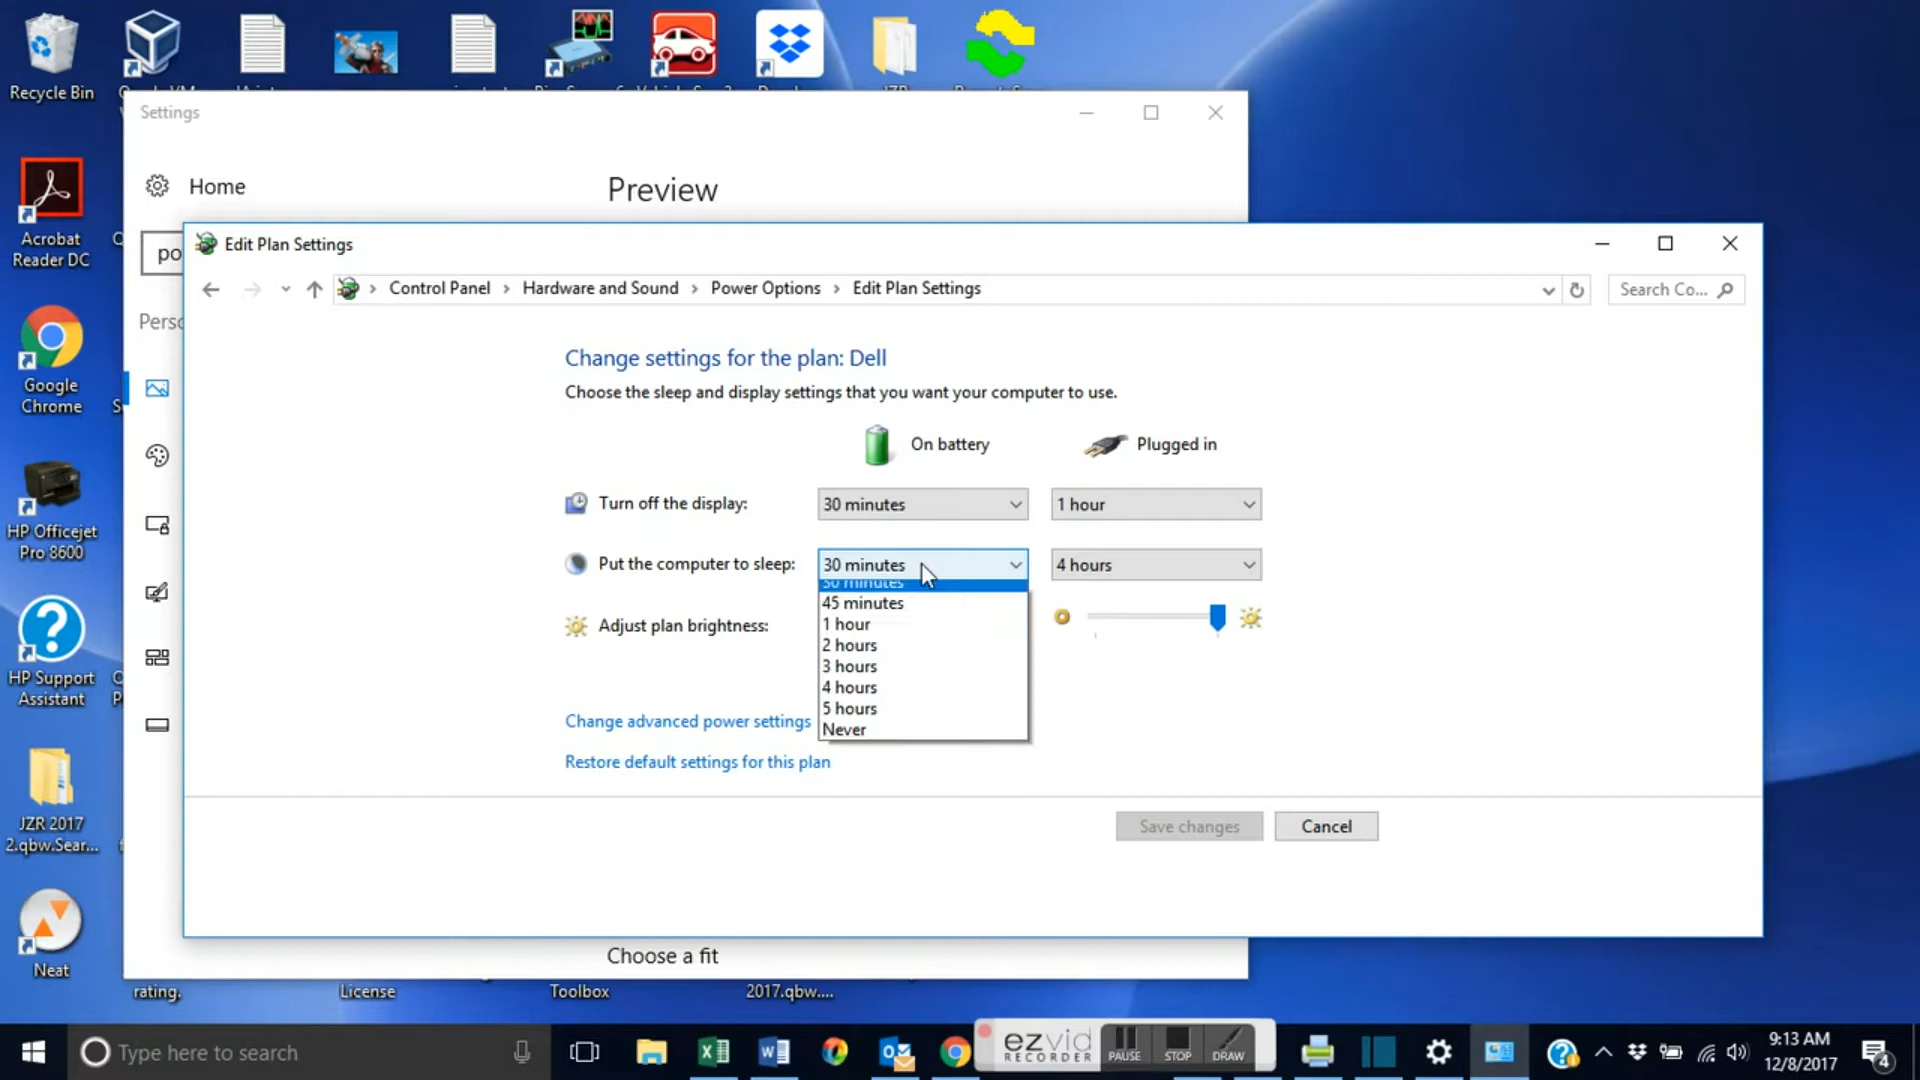 Recycle Bin
Settings
Home
Preview
Acrobat
Reader DC
po
Edit Plan Settings
Control Panel
Hardware and Sound
Power Options
Edit Plan Settings
Search Co...
Perso
Change settings for the plan: Dell
Choose the sleep and display settings that you want your computer to use.
Google
Chrome
On battery
Plugged in
Turn off the display:
30 minutes
1 hour
HP Officejet
Pro 8600
Put the computer to sleep:
30 minutes
4 hours
30 minutes
45 minutes
1 hour
2 hours
3 hours
4 hours
5 hours
Never
Adjust plan brightness:
HP Support
Assistant
Change advanced power settings
Restore default settings for this plan
JZR 2017
2.qbw.Sear...
Save changes
Cancel
Neat
Choose a fit
rating.
License
Toolbox
2017.qbw....
Type here to search
ezvid
RECORDER
PAUSE
STOP
DRAW
9:13 AM
12/8/2017
4